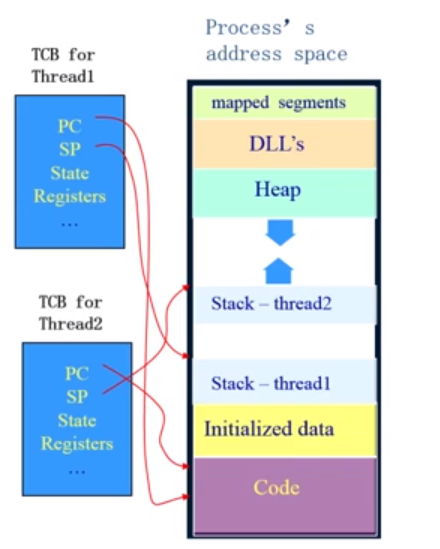 Process’s
address space
TCB for
Thread1
PC
SP
State
Registers
...
mapped segments
DLL's
Heap
Stack – thread2
Stack – thread1
Initialized data
Code
TCB for
Thread2
PC
SP
State
Registers
...